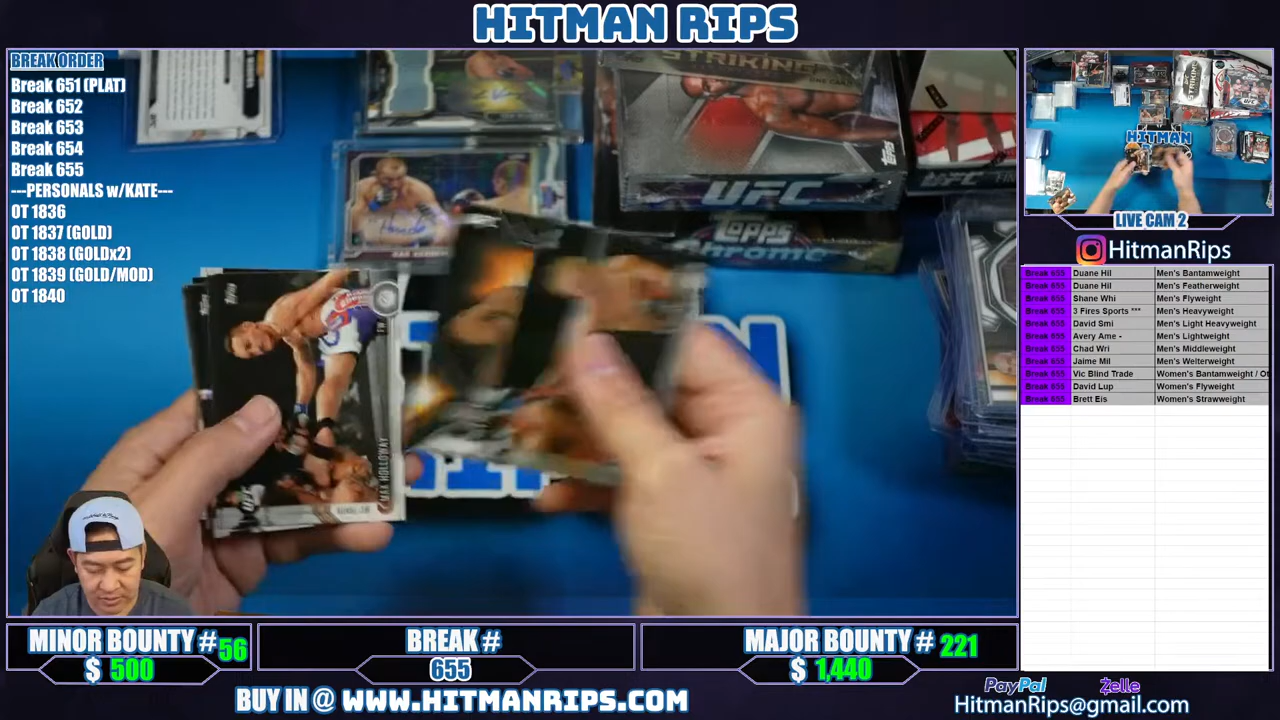 HITMAN RIPS
BREAK ORDER
Break 651 (PLAT)
Break 652
Break 653
Break 654
Break 655
---PERSONALS w/KATE---
OT 1836
OT 1837 (GOLD)
OT 1838 (GOLDx2)
OT 1839 (GOLD/MOD)
OT 1840
STRIKING
Topps
UFC
Topps
Chrome
UFC
MAX HOLLOWAY
HITMAN
LIVE CAM 2
HitmanRips
Break 655 Duane Hil Men's Bantamweight
Break 655 Duane Hil Men's Featherweight
Break 655 Shane Whi Men's Flyweight
Break 655 3 Fires Sports *** Men's Heavyweight
Break 655 David Smi Men's Light Heavyweight
Break 655 Avery Ame - Men's Lightweight
Break 655 Chad Wri Men's Middleweight
Break 655 Jaime Mil Men's Welterweight
Break 655 Vic Blind Trade Women's Bantamweight / Ot
Break 655 David Lup Women's Flyweight
Break 655 Brett Eis Women's Strawweight
MINOR BOUNTY # 56
$ 500
BREAK #
655
MAJOR BOUNTY # 221
$ 1,440
BUY IN @ WWW.HITMANRIPS.COM
PayPal Zelle
HitmanRips@gmail.com